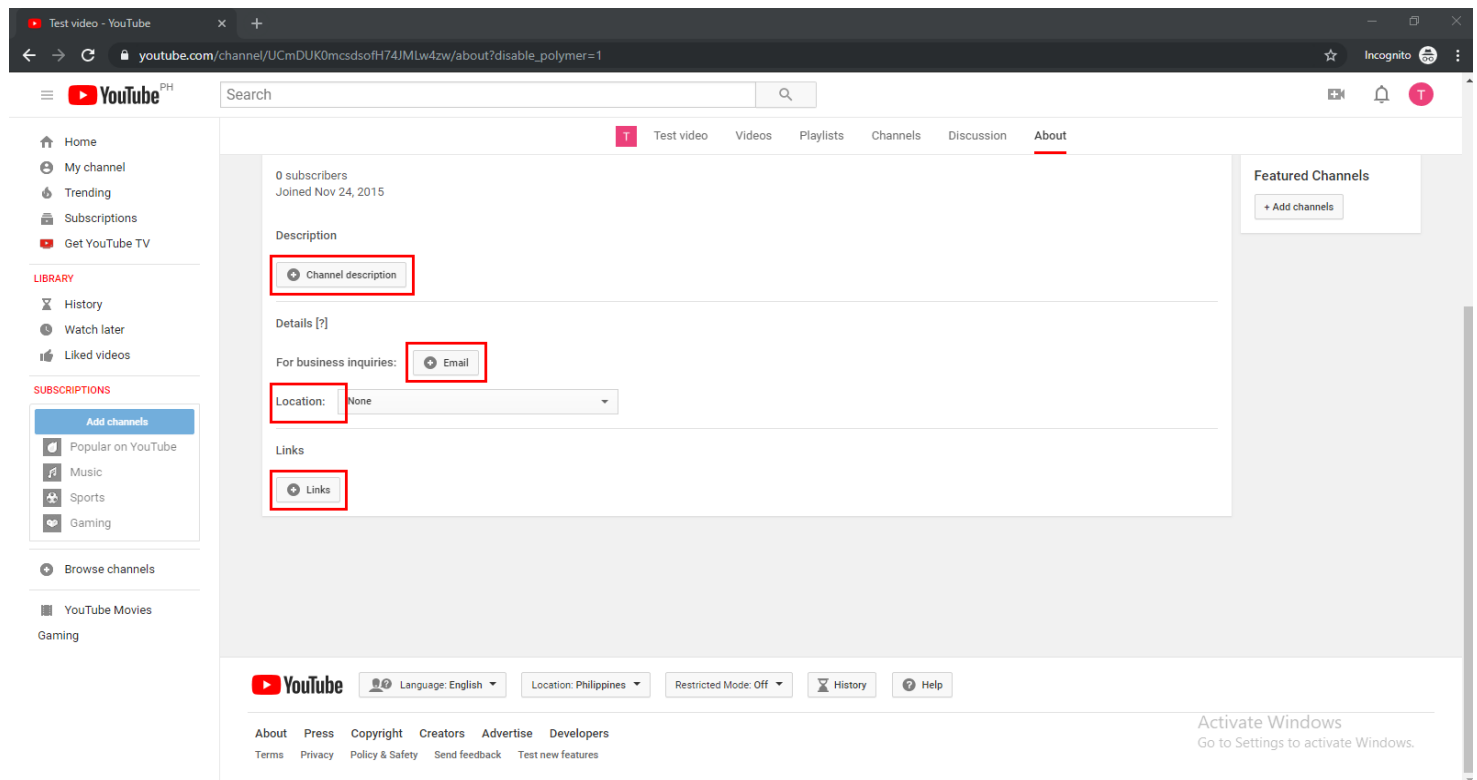 Test video - YouTube
youtube.com/channel/UCmDUK0mcsdsofH74JMLw4zw/about?disable_polymer=1
Incognito
YouTube PH
Search
T
Home
My channel
Trending
Subscriptions
Get YouTube TV
LIBRARY
History
Watch later
Liked videos
SUBSCRIPTIONS
Add channels
Popular on YouTube
Music
Sports
Gaming
Browse channels
YouTube Movies
Gaming
T Test video Videos Playlists Channels Discussion About
0 subscribers
Joined Nov 24, 2015
Description
Channel description
Details [?]
For business inquiries: Email
Location: None
Links
Links
Featured Channels
+ Add channels
YouTube Language: English Location: Philippines Restricted Mode: Off History Help
About Press Copyright Creators Advertise Developers
Terms Privacy Policy & Safety Send feedback Test new features
Activate Windows
Go to Settings to activate Windows.